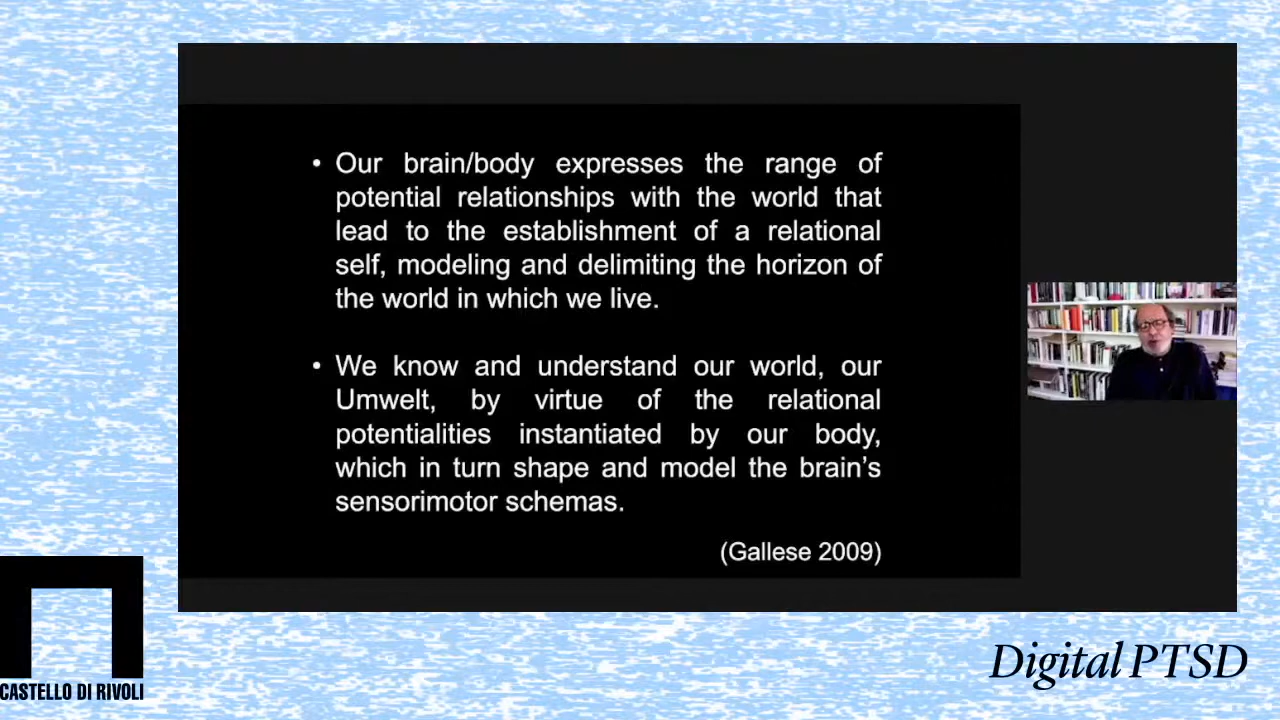 • Our brain/body expresses the range of
potential relationships with the world that
lead to the establishment of a relational
self, modeling and delimiting the horizon of
the world in which we live.
• We know and understand our world, our
Umwelt, by virtue of the relational
potentialities instantiated by our body,
which in turn shape and model the brain’s
sensorimotor schemas.
(Gallese 2009)
CASTELLO DI RIVOLI
Digital PTSD